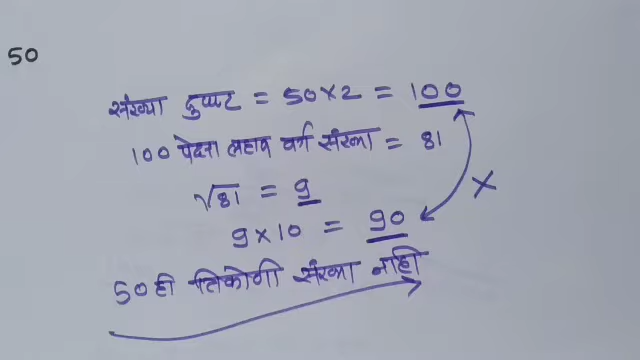 50
संख्या दुप्पट = 50×2 = 100
100 पेक्षा लहान वर्ग संख्या = 81
√81 = 9
9×10 = 90
50 ही त्रिकोणी संख्या नाही